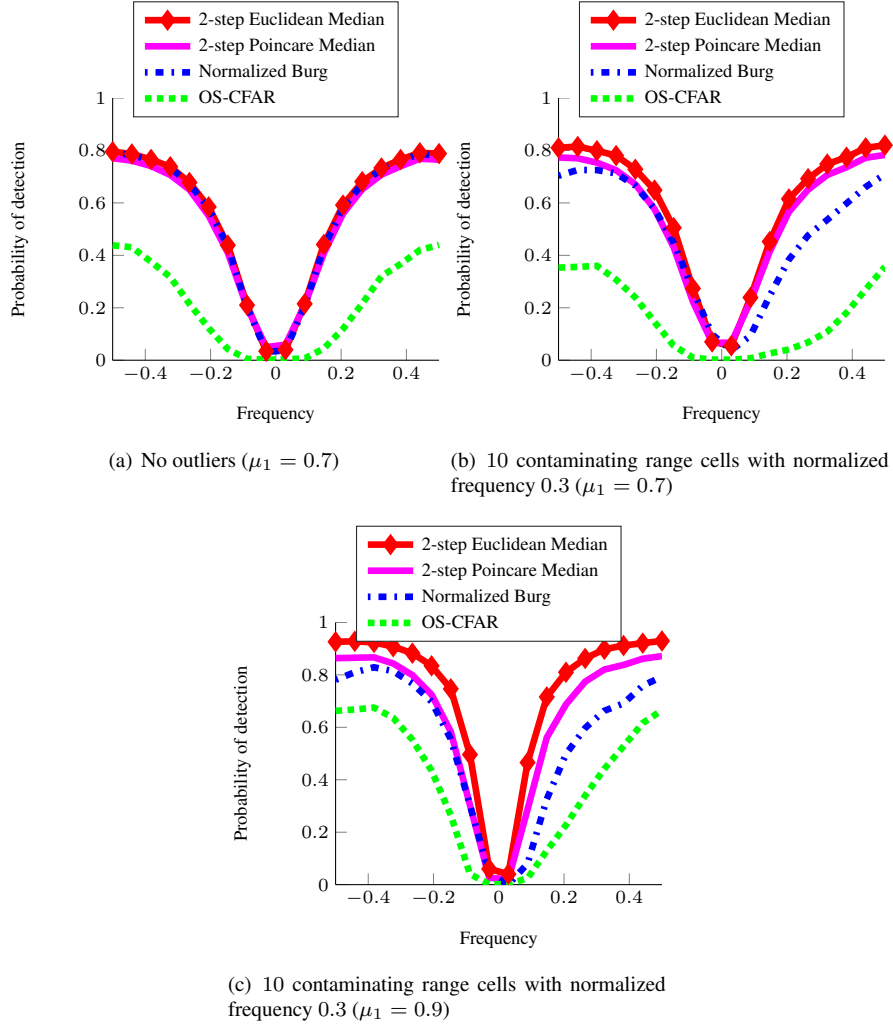 2-step Euclidean Median
2-step Poincare Median
Normalized Burg
OS-CFAR
1
0.8
0.6
0.4
0.2
0
−0.4
−0.2
0
0.2
0.4
Probability of detection
Frequency
(a) No outliers (μ₁ = 0.7)
2-step Euclidean Median
2-step Poincare Median
Normalized Burg
OS-CFAR
1
0.8
0.6
0.4
0.2
0
−0.4
−0.2
0
0.2
0.4
Probability of detection
Frequency
(b) 10 contaminating range cells with normalized
frequency 0.3 (μ₁ = 0.7)
2-step Euclidean Median
2-step Poincare Median
Normalized Burg
OS-CFAR
1
0.8
0.6
0.4
0.2
0
−0.4
−0.2
0
0.2
0.4
Probability of detection
Frequency
(c) 10 contaminating range cells with normalized
frequency 0.3 (μ₁ = 0.9)